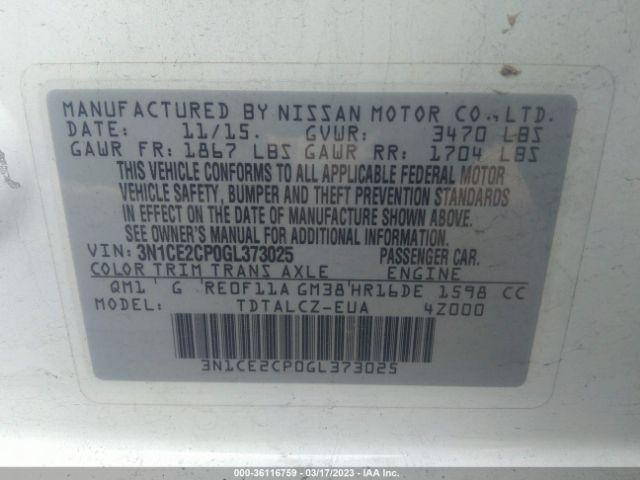 MANUFACTURED BY NISSAN MOTOR CO., LTD.
DATE: 11/15. GVWR: 3470 LBS
GAWR FR: 1867 LBS GAWR RR: 1704 LBS
THIS VEHICLE CONFORMS TO ALL APPLICABLE FEDERAL MOTOR
VEHICLE SAFETY, BUMPER AND THEFT PREVENTION STANDARDS
IN EFFECT ON THE DATE OF MANUFACTURE SHOWN ABOVE.
SEE OWNER'S MANUAL FOR ADDITIONAL INFORMATION.
VIN: 3N1CE2CP0GL373025 PASSENGER CAR.
COLOR TRIM TRANS AXLE ENGINE
QM1 ' G RE0F11A GM38 'HR16DE 1598 CC
MODEL: TDTALCZ-EUA 4Z000
3N1CE2CP0GL373025
000-36116759 - 03/17/2023 - IAA